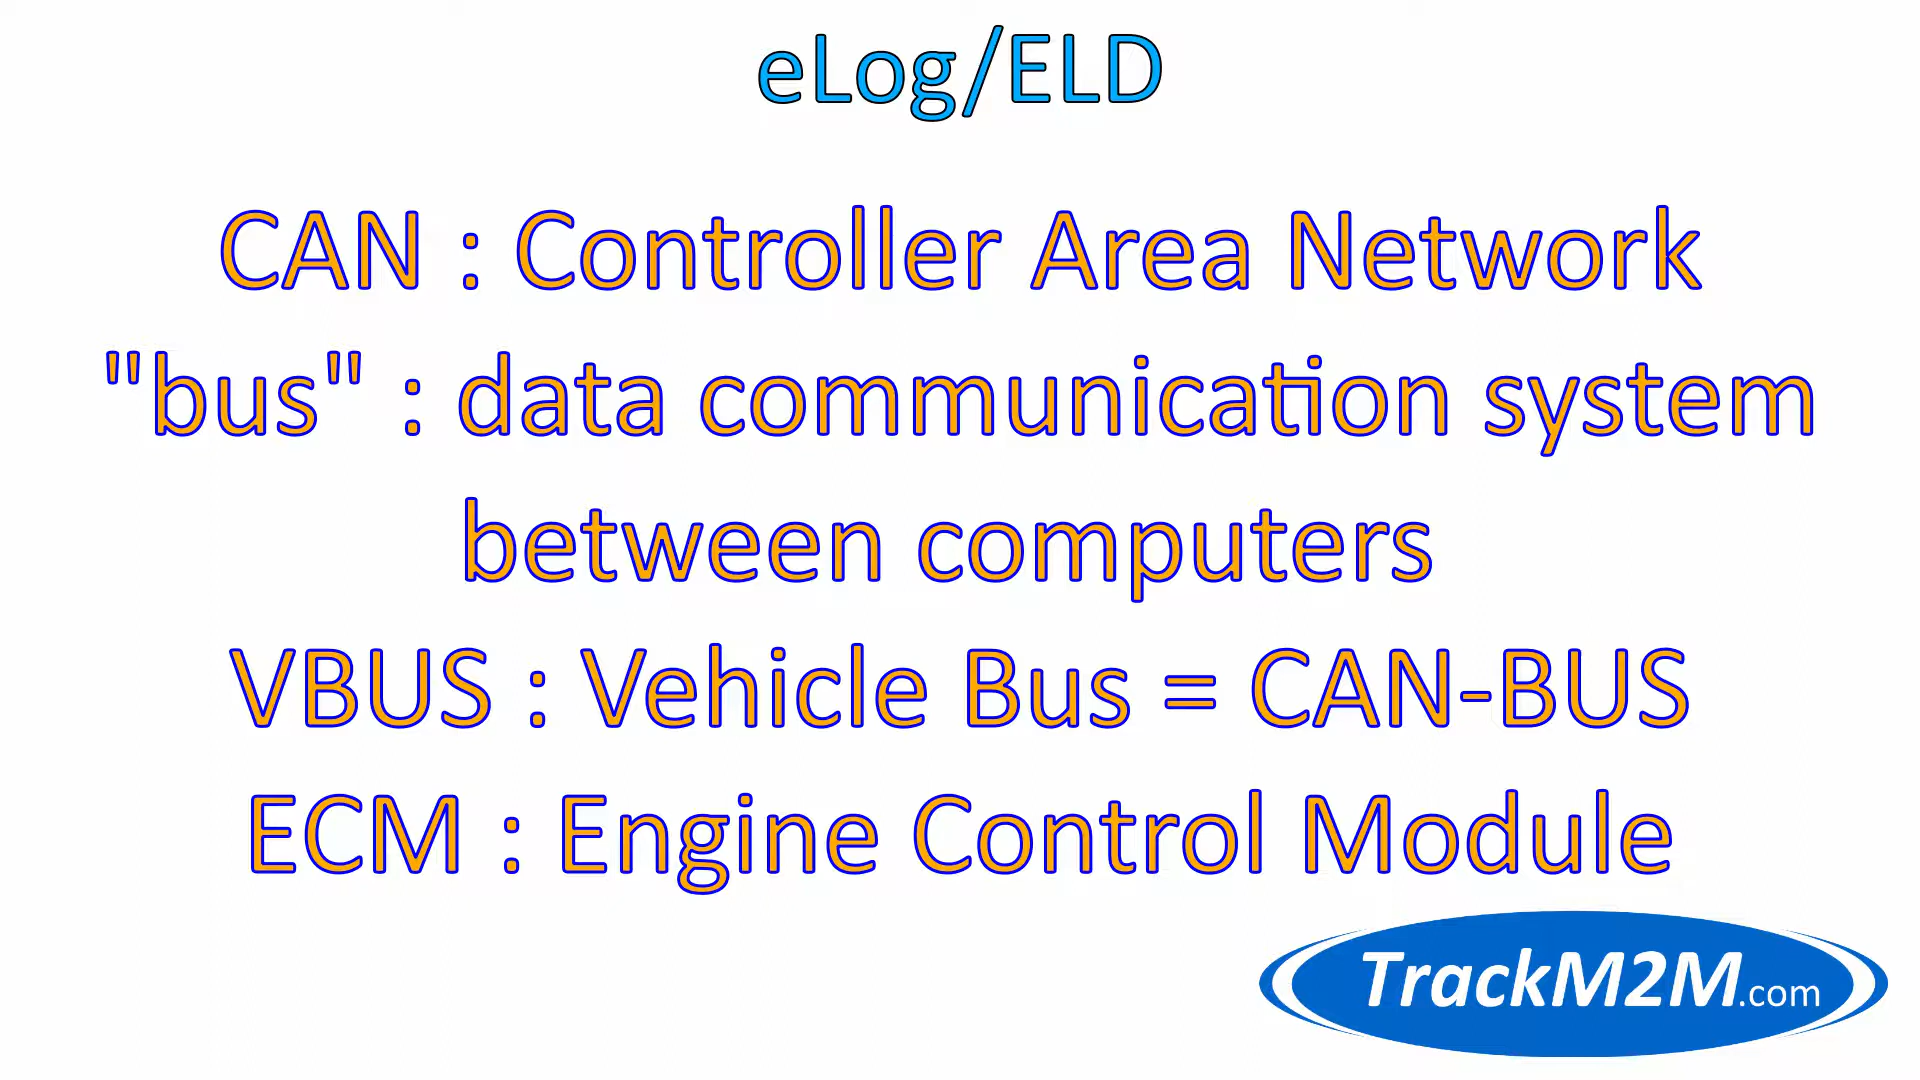 eLog/ELD
CAN : Controller Area Network
"bus" : data communication system
between computers
VBUS : Vehicle Bus = CAN-BUS
ECM : Engine Control Module
TrackM2M.com